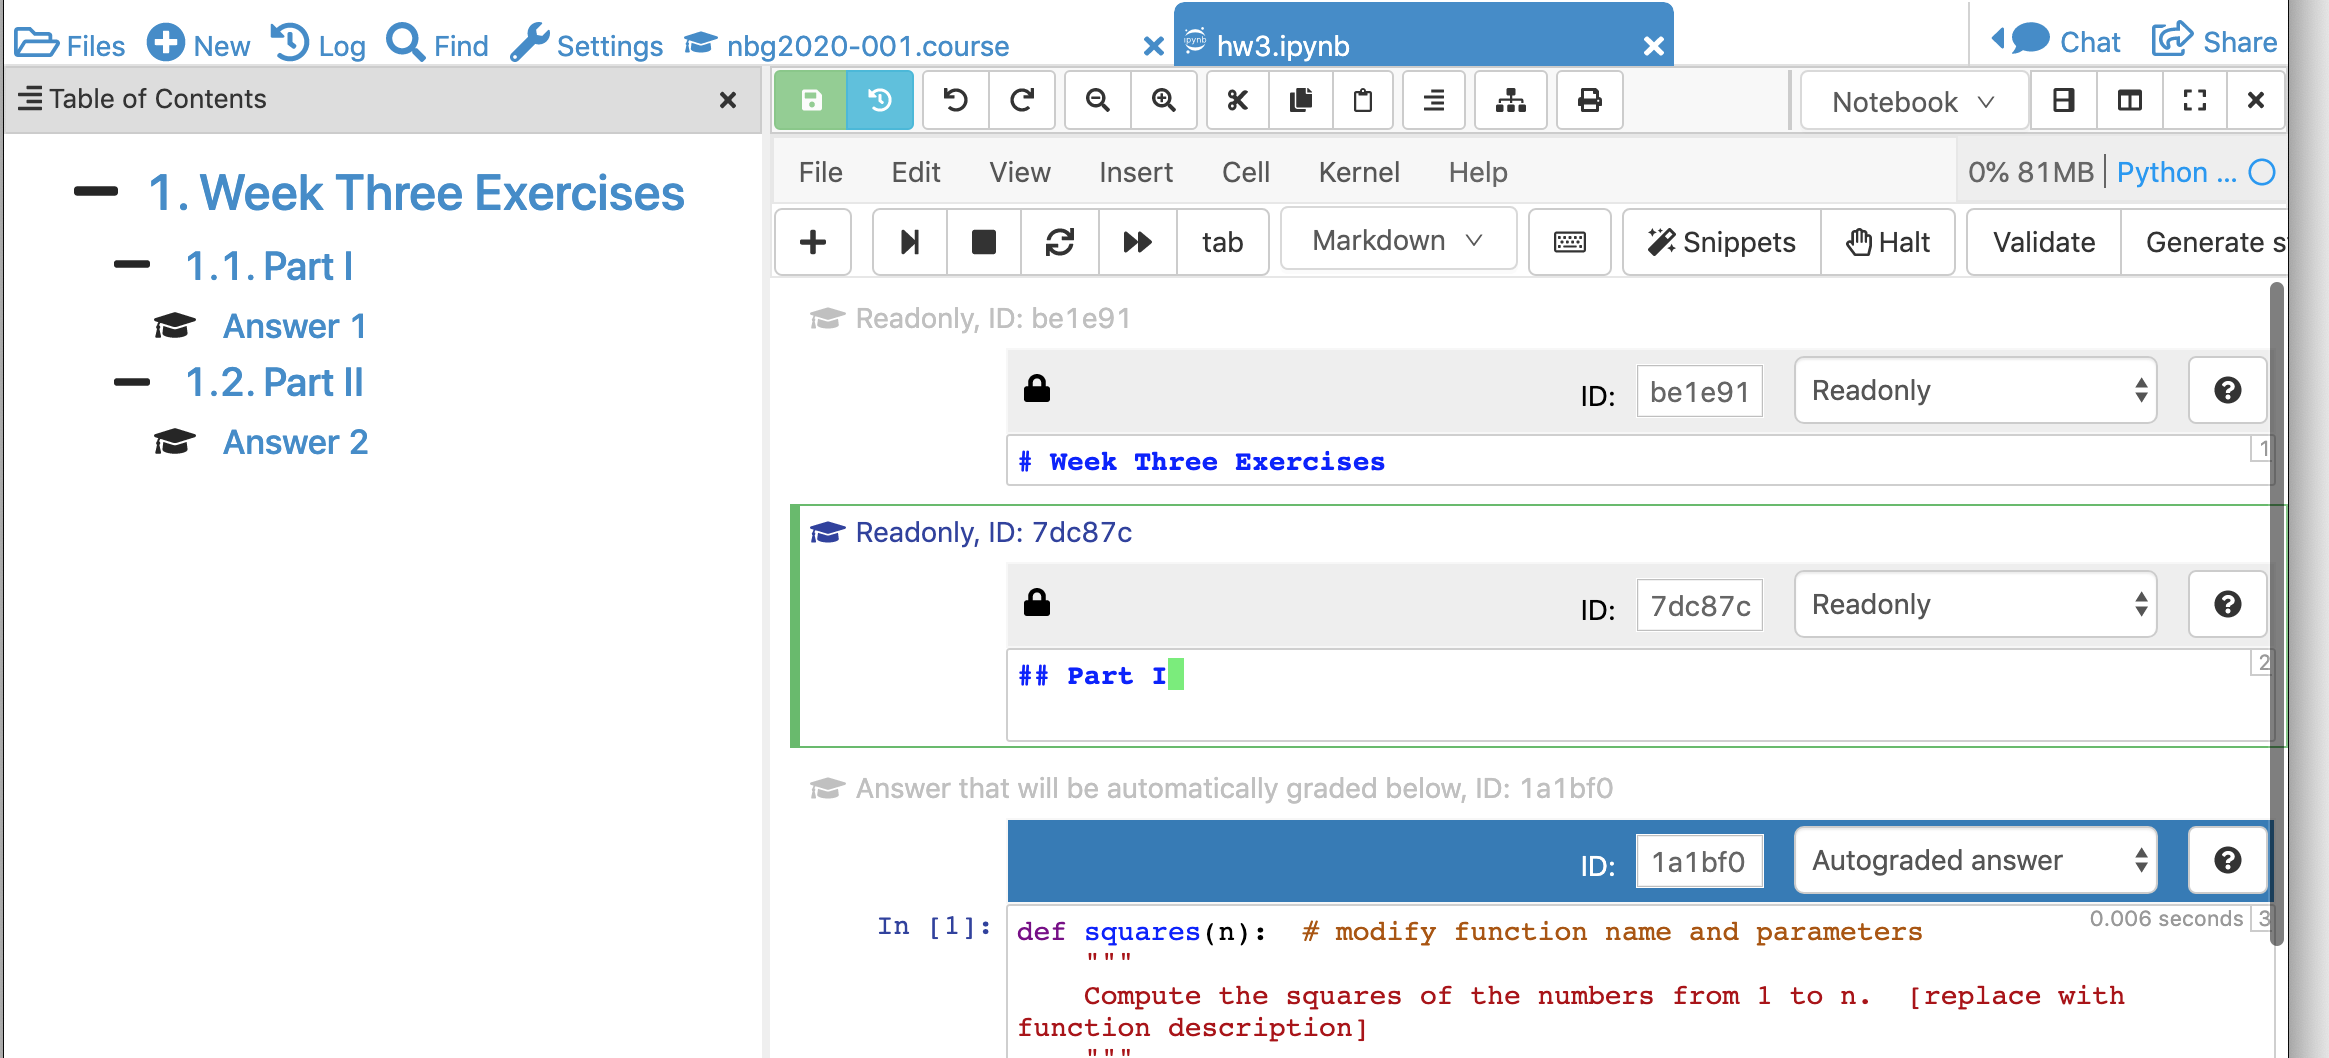 Files New Log Find Settings nbg2020-001.course hw3.ipynb Chat Share
Table of Contents
Notebook
1. Week Three Exercises
1.1. Part I
Answer 1
1.2. Part II
Answer 2
File Edit View Insert Cell Kernel Help 0% 81MB Python ...
tab Markdown Snippets Halt Validate Generate s
Readonly, ID: be1e91
ID: be1e91 Readonly
# Week Three Exercises 1
Readonly, ID: 7dc87c
ID: 7dc87c Readonly
## Part I 2
Answer that will be automatically graded below, ID: 1a1bf0
ID: 1a1bf0 Autograded answer
In [1]: def squares(n):  # modify function name and parameters 0.006 seconds 3
"""
Compute the squares of the numbers from 1 to n.  [replace with
function description]
"""